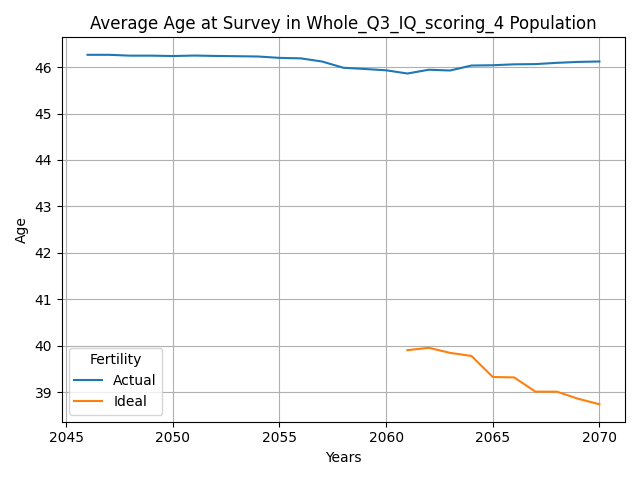 Average Age at Survey in Whole_Q3_IQ_scoring_4 Population
Age
46
45
44
43
42
41
40
39
Fertility
Actual
Ideal
2045 2050 2055 2060 2065 2070
Years